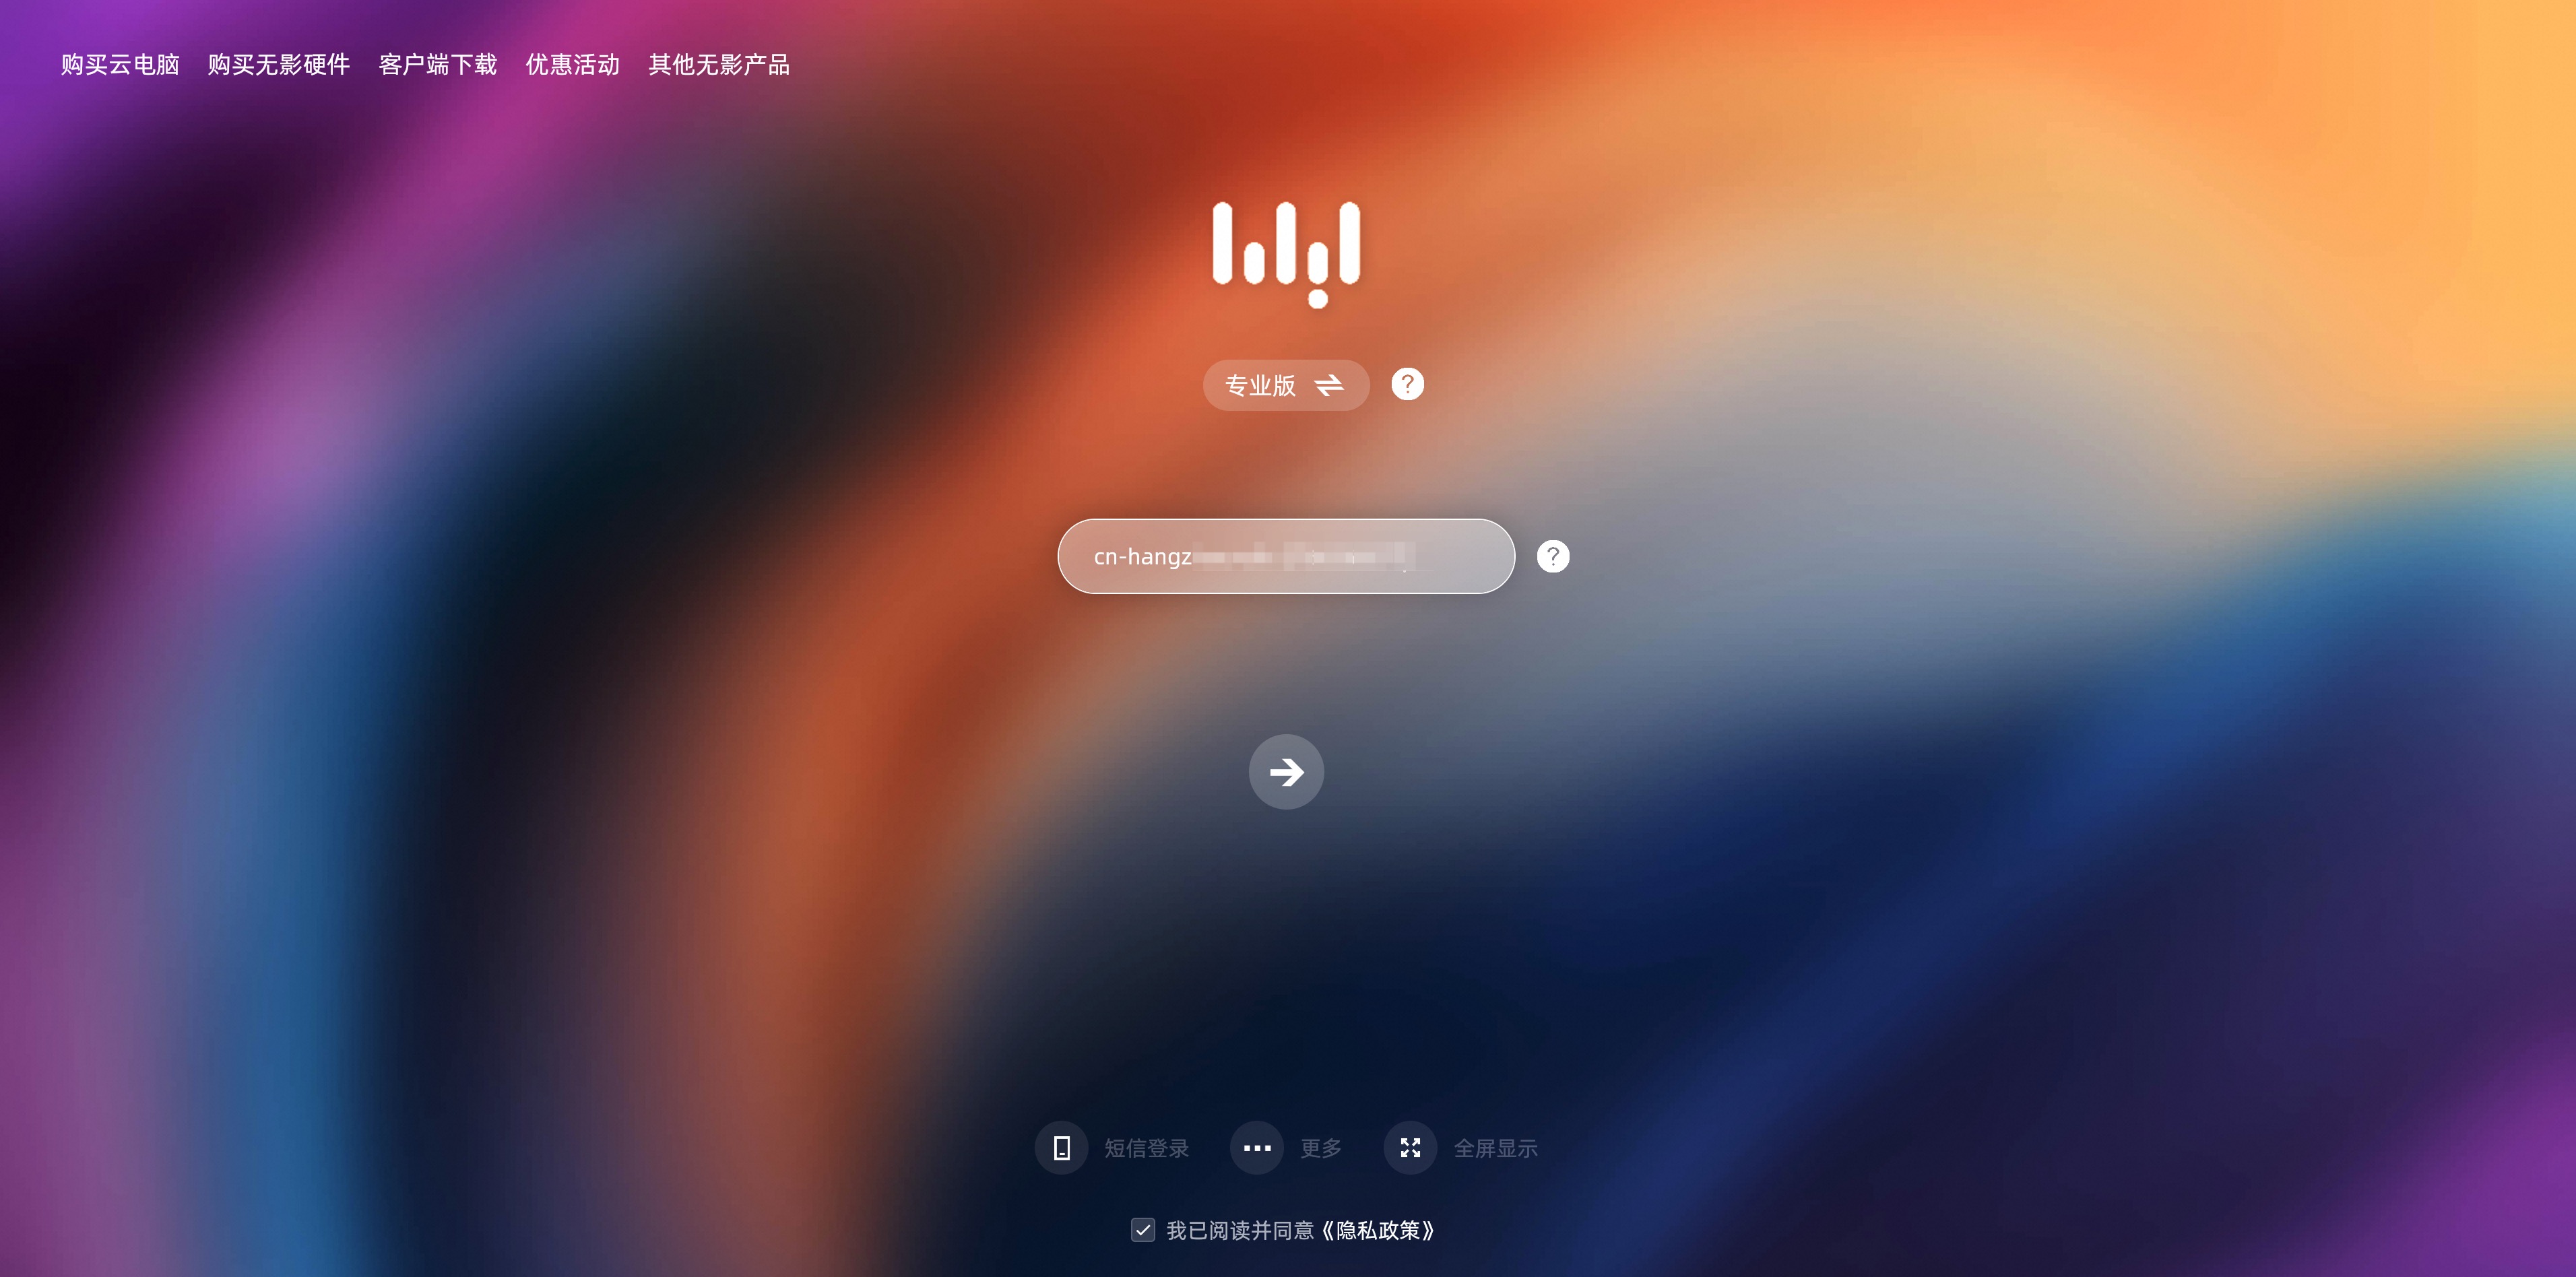 购买云电脑 购买无影硬件 客户端下载 优惠活动 其他无影产品
专业版
cn-hangz
短信登录 更多 全屏显示
我已阅读并同意《隐私政策》